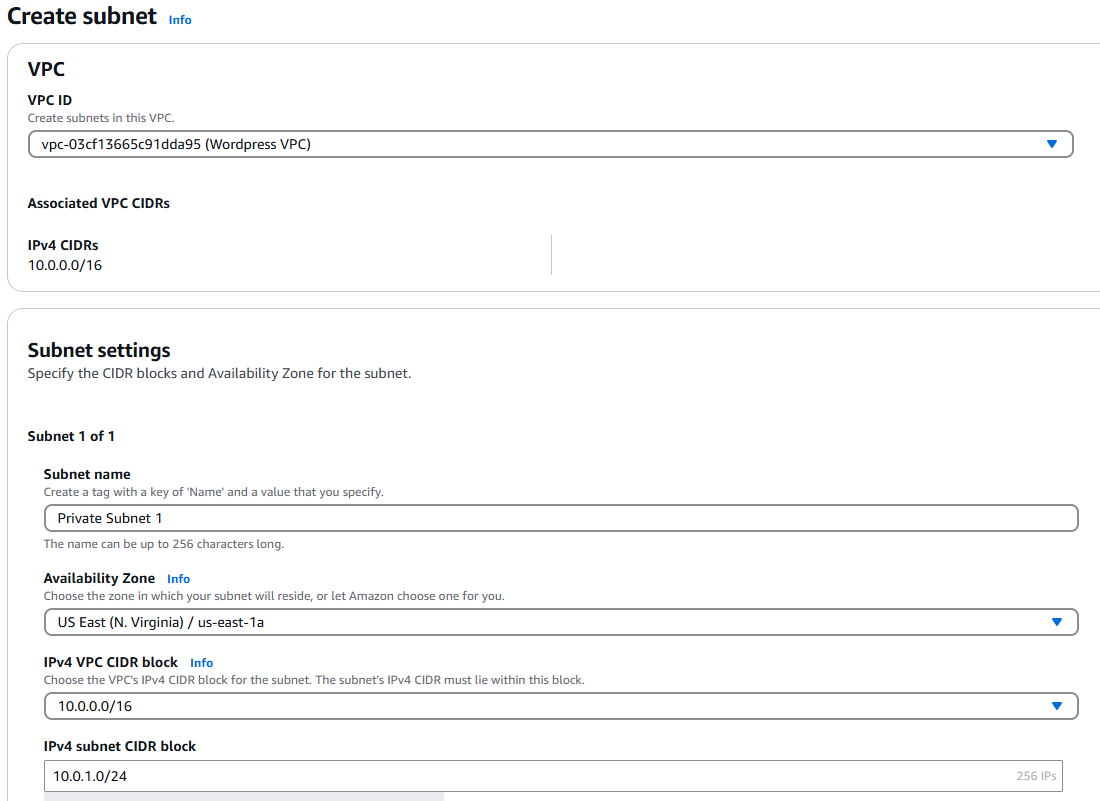 Create subnet Info
VPC
VPC ID
Create subnets in this VPC.
vpc-03cf13665c91dda95 (Wordpress VPC)
Associated VPC CIDRs
IPv4 CIDRs
10.0.0.0/16
Subnet settings
Specify the CIDR blocks and Availability Zone for the subnet.
Subnet 1 of 1
Subnet name
Create a tag with a key of 'Name' and a value that you specify.
Private Subnet 1
The name can be up to 256 characters long.
Availability Zone Info
Choose the zone in which your subnet will reside, or let Amazon choose one for you.
US East (N. Virginia) / us-east-1a
IPv4 VPC CIDR block Info
Choose the VPC's IPv4 CIDR block for the subnet. The subnet's IPv4 CIDR must lie within this block.
10.0.0.0/16
IPv4 subnet CIDR block
10.0.1.0/24 256 IPs